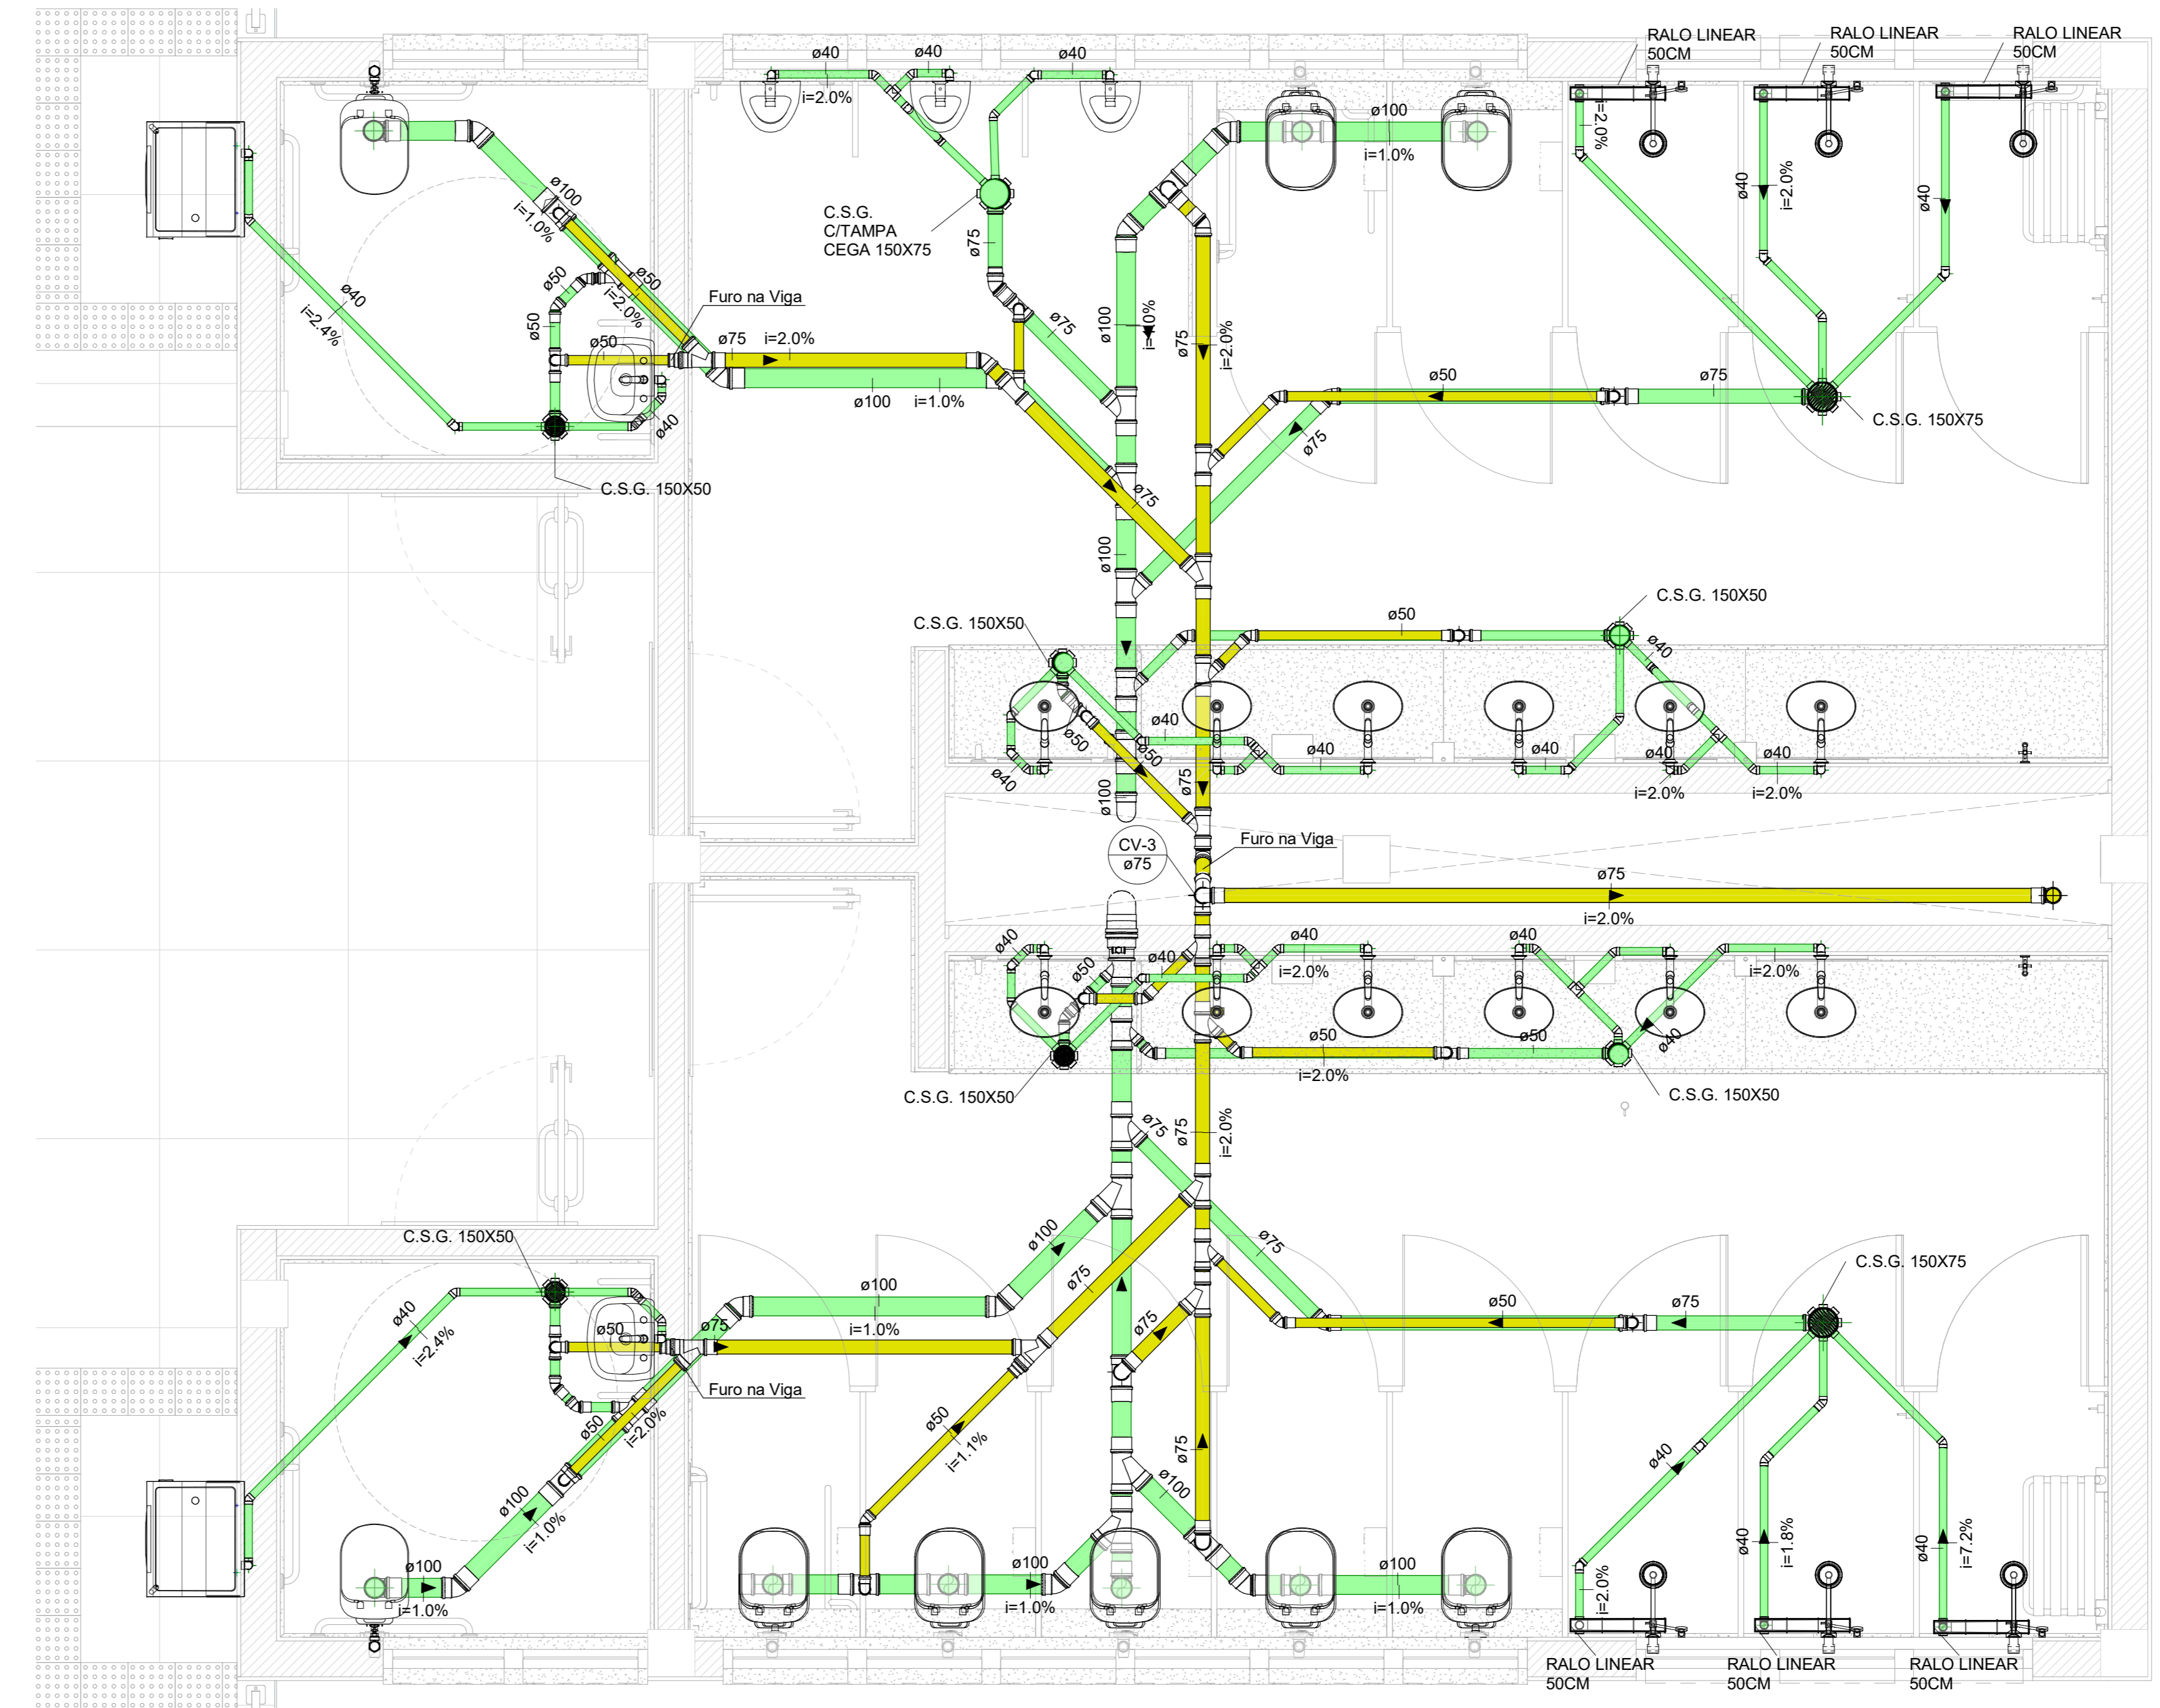 RALO LINEAR
50CM
RALO LINEAR
50CM
RALO LINEAR
50CM
ø40
ø40
ø40
i=2.0%
ø100
i=1.0%
i=2.0%
ø40
i=2.0%
ø40
ø100
i=1.0%
C.S.G.
C/TAMPA
CEGA 150X75
ø75
ø40
i=2.4%
ø50
ø50
ø50
i=2.0%
Furo na Viga
ø50
ø75
i=2.0%
ø100
i=1.0%
ø75
ø100
ø75
i=2.0%
ø50
ø75
C.S.G. 150X75
ø75
ø40
C.S.G. 150X50
ø75
ø100
C.S.G. 150X50
C.S.G. 150X50
ø50
ø40
ø50
ø50
ø40
ø40
ø40
ø40
ø40
ø40
i=2.0%
i=2.0%
ø100
ø75
CV-3
ø75
Furo na Viga
ø75
i=2.0%
ø40
ø50
ø40
ø40
i=2.0%
ø40
i=2.0%
ø50
i=2.0%
ø50
ø40
C.S.G. 150X50
C.S.G. 150X50
ø75
ø75
i=2.0%
C.S.G. 150X50
ø100
ø75
ø75
C.S.G. 150X75
ø40
i=2.4%
ø50
ø75
ø100
i=1.0%
ø75
ø50
ø75
Furo na Viga
ø50
i=2.0%
ø50
i=1.1%
ø75
ø40
ø100
i=1.0%
ø100
ø40
i=1.8%
ø40
i=7.2%
ø100
i=1.0%
ø100
i=1.0%
ø100
i=1.0%
i=2.0%
RALO LINEAR
50CM
RALO LINEAR
50CM
RALO LINEAR
50CM